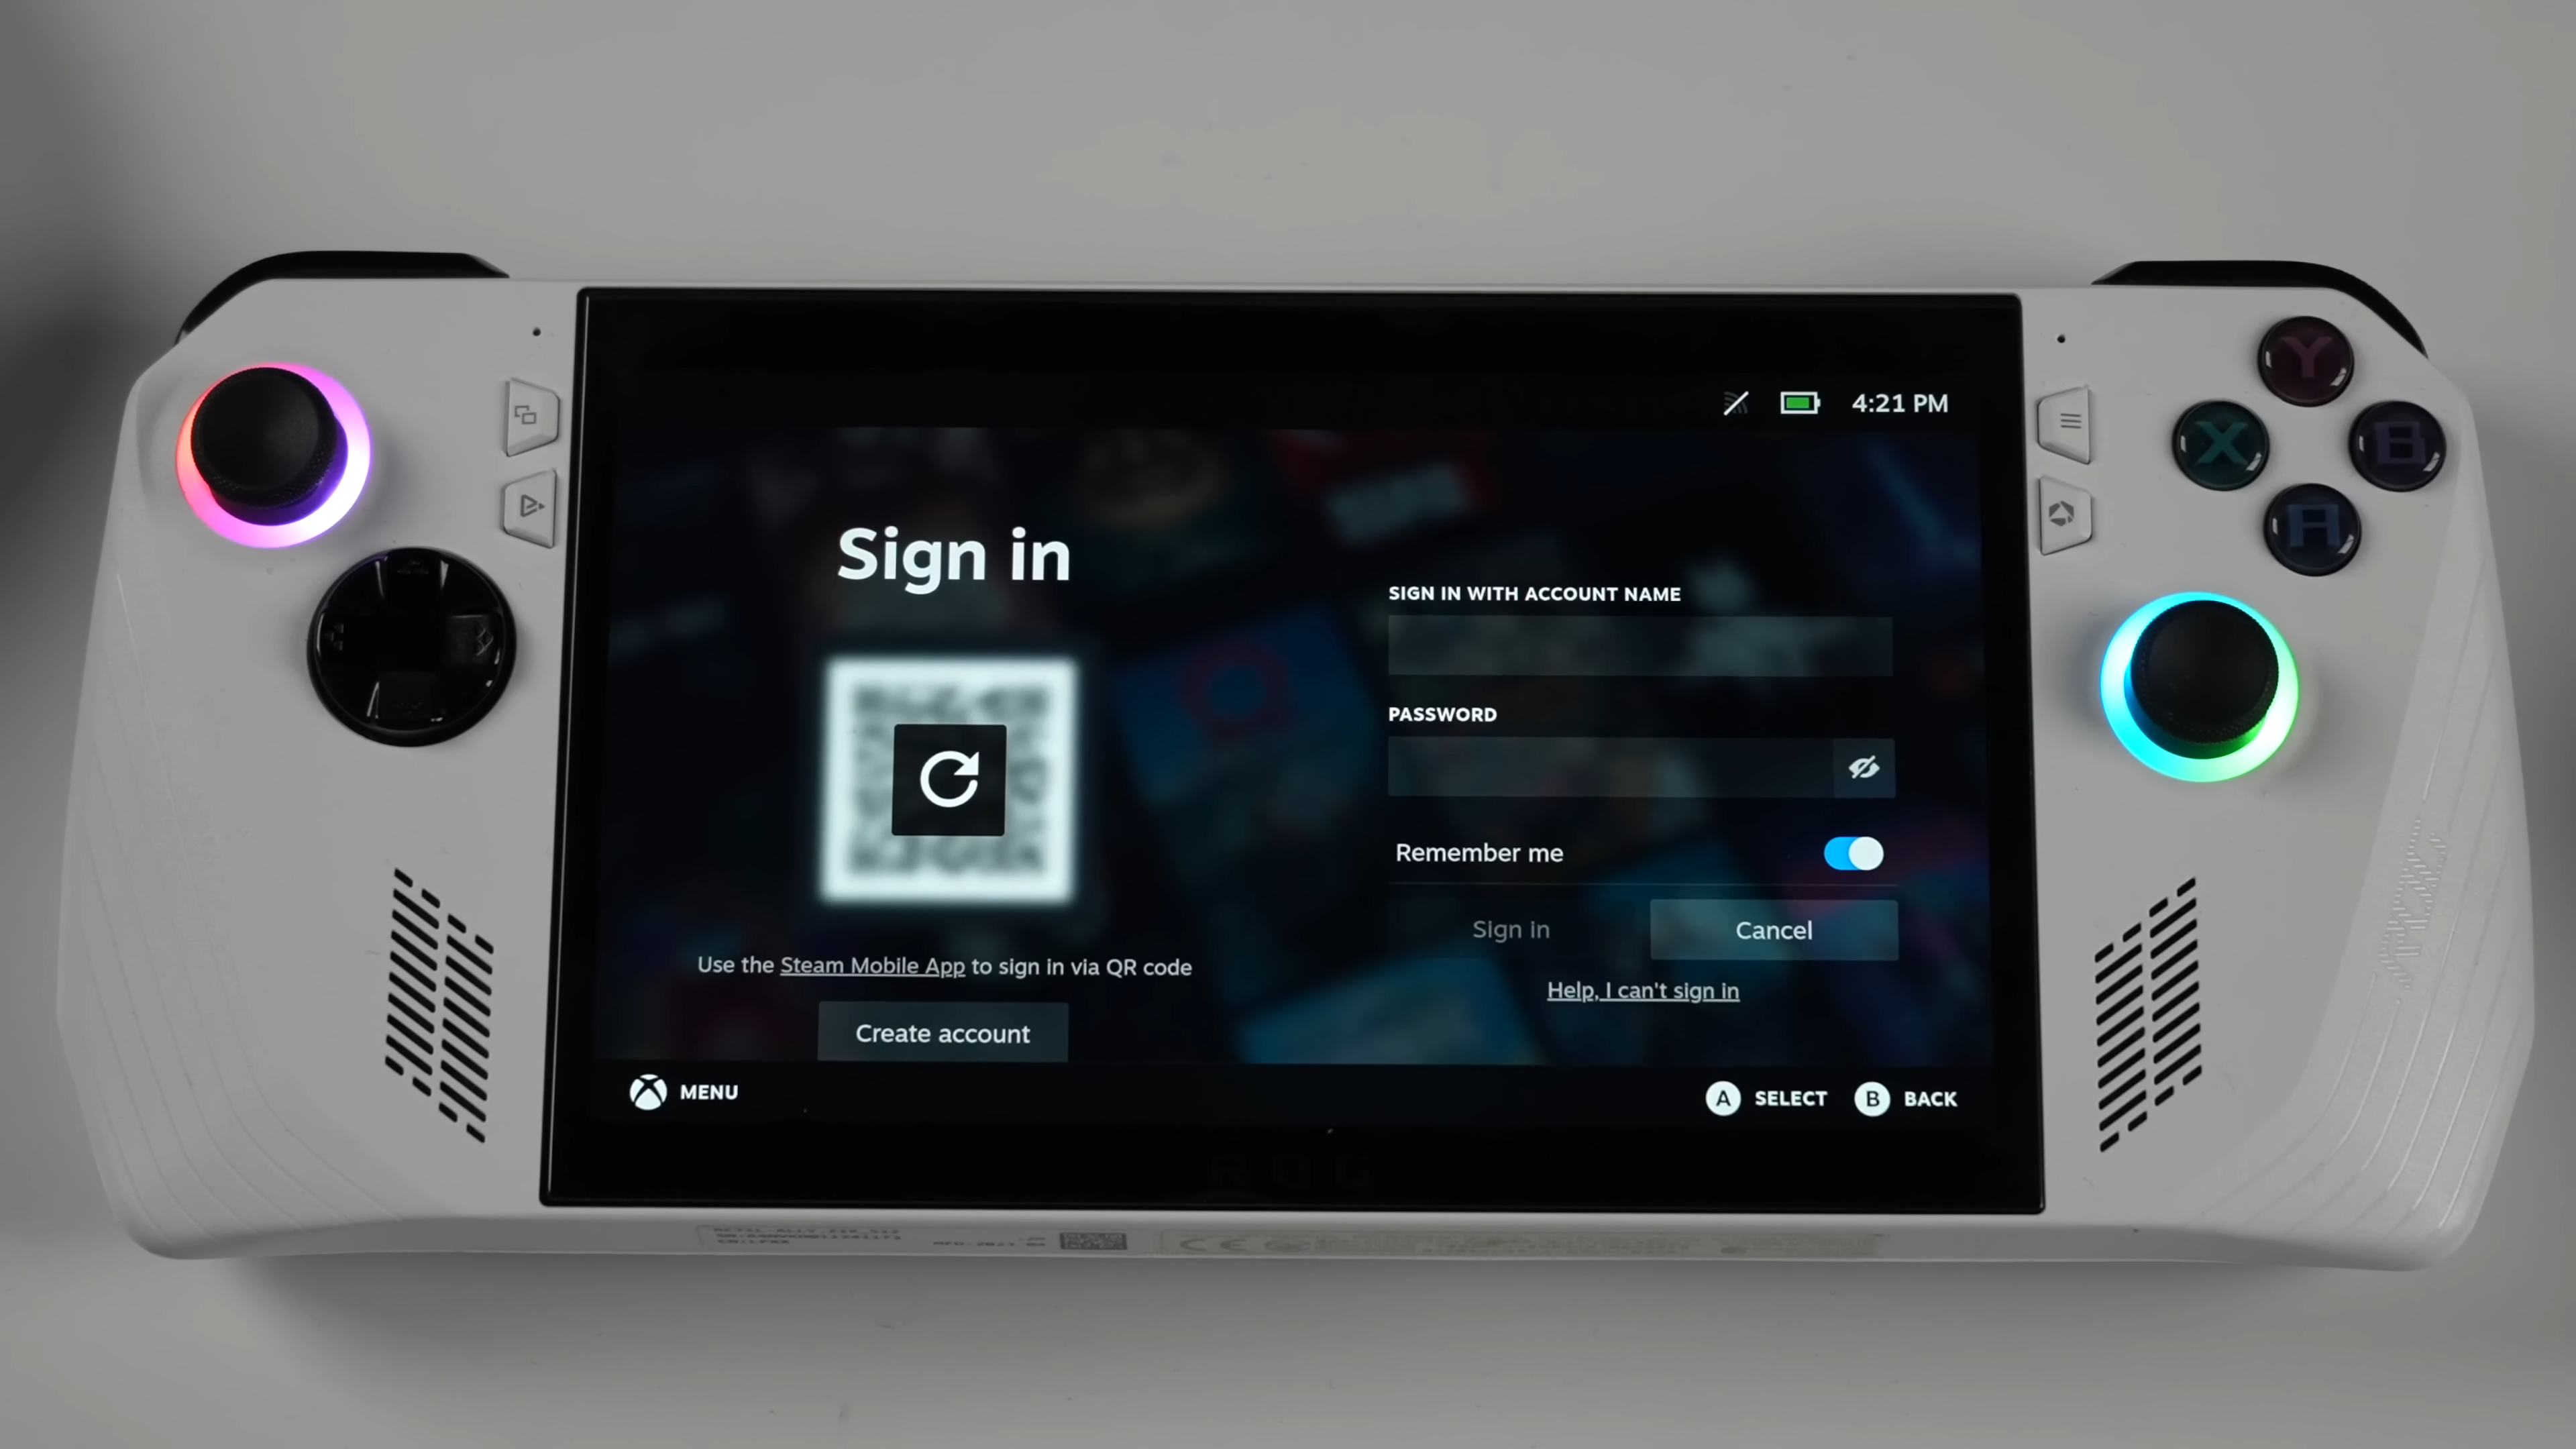 4:21 PM
Sign in
SIGN IN WITH ACCOUNT NAME
PASSWORD
Remember me
Sign in
Cancel
Help, I can't sign in
Use the Steam Mobile App to sign in via QR code
Create account
MENU
A SELECT
B BACK
Y
X
B
A
ROG